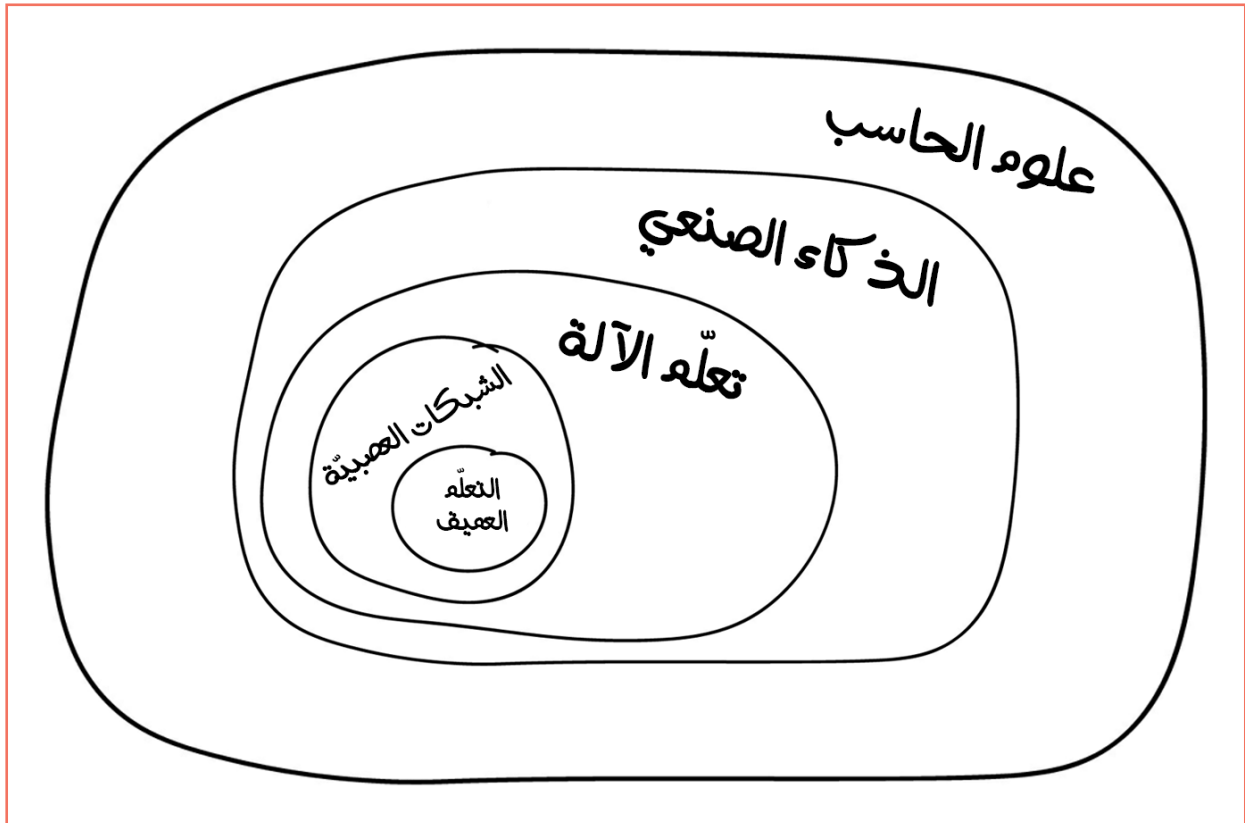 علوم الحاسب
الذكاء الصنعي
تعلّم الآلة
الشبكات العصبيّة
التعلّم
العميق